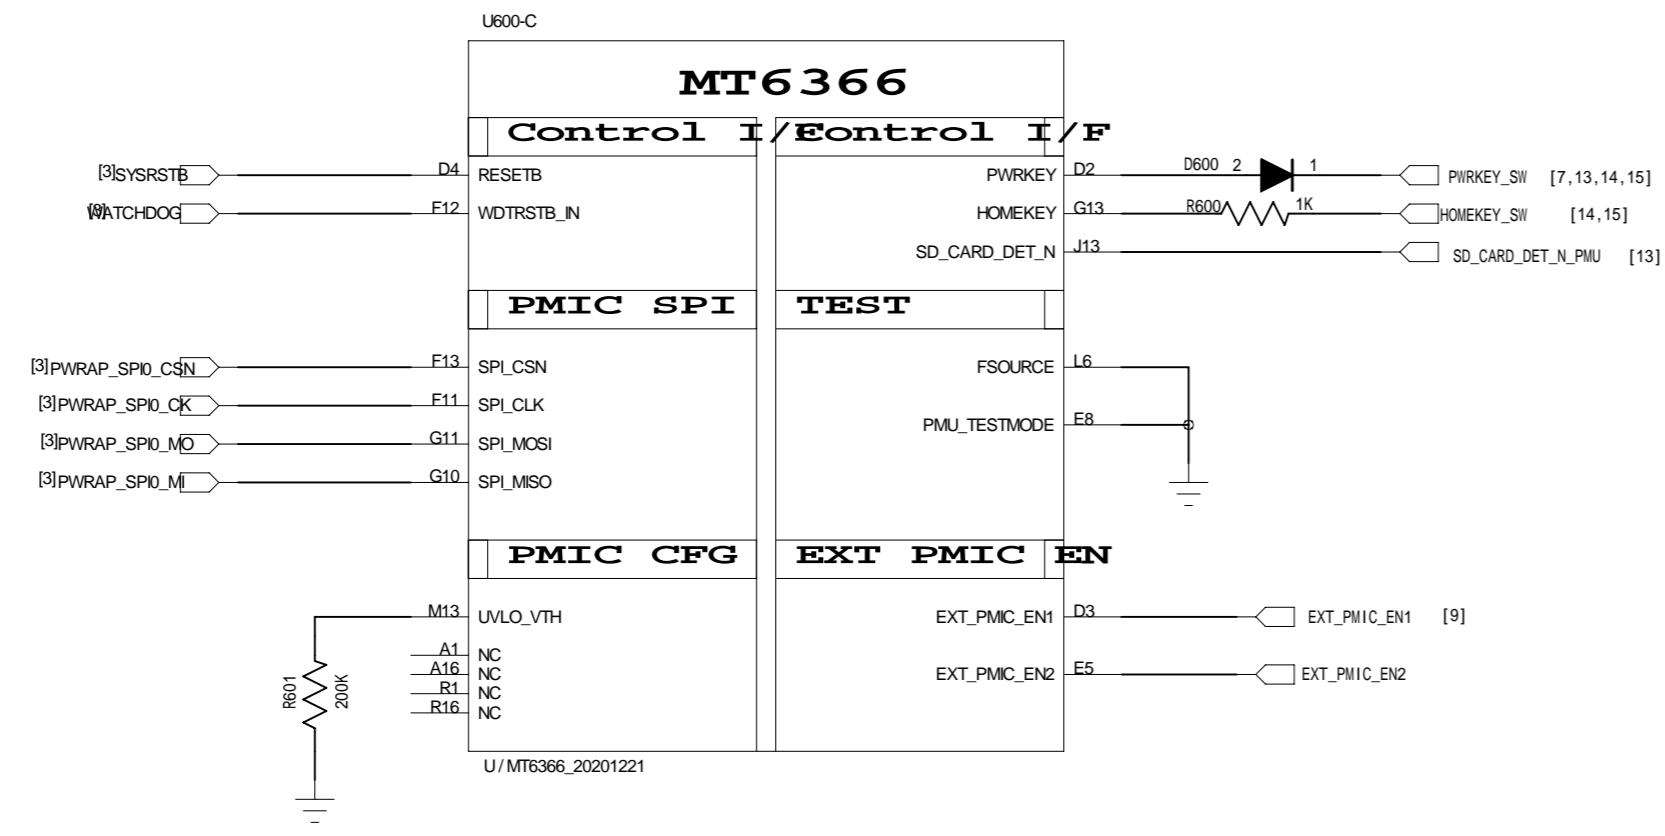 U600-C
MT6366
Control I/F
Control I/F
[3]SYSRSTB
D4
RESETB
WATCHDOG
F12
WDTRSTB_IN
PWRKEY
D2
D600
2
1
PWRKEY_SW [7,13,14,15]
HOMEKEY
G13
R600
1K
HOMEKEY_SW [14,15]
SD_CARD_DET_N
J13
SD_CARD_DET_N_PMU [13]
PMIC SPI
TEST
[3]PWRAP_SPI0_CSN
F13
SPI_CSN
[3]PWRAP_SPI0_CK
F11
SPI_CLK
[3]PWRAP_SPI0_MO
G11
SPI_MOSI
[3]PWRAP_SPI0_MI
G10
SPI_MISO
FSOURCE
L6
PMU_TESTMODE
E8
PMIC CFG
EXT PMIC EN
M13
UVLO_VTH
R601
200K
A1
NC
A16
NC
R1
NC
R16
NC
EXT_PMIC_EN1
D3
EXT_PMIC_EN1 [9]
EXT_PMIC_EN2
E5
EXT_PMIC_EN2
U/MT6366_20201221